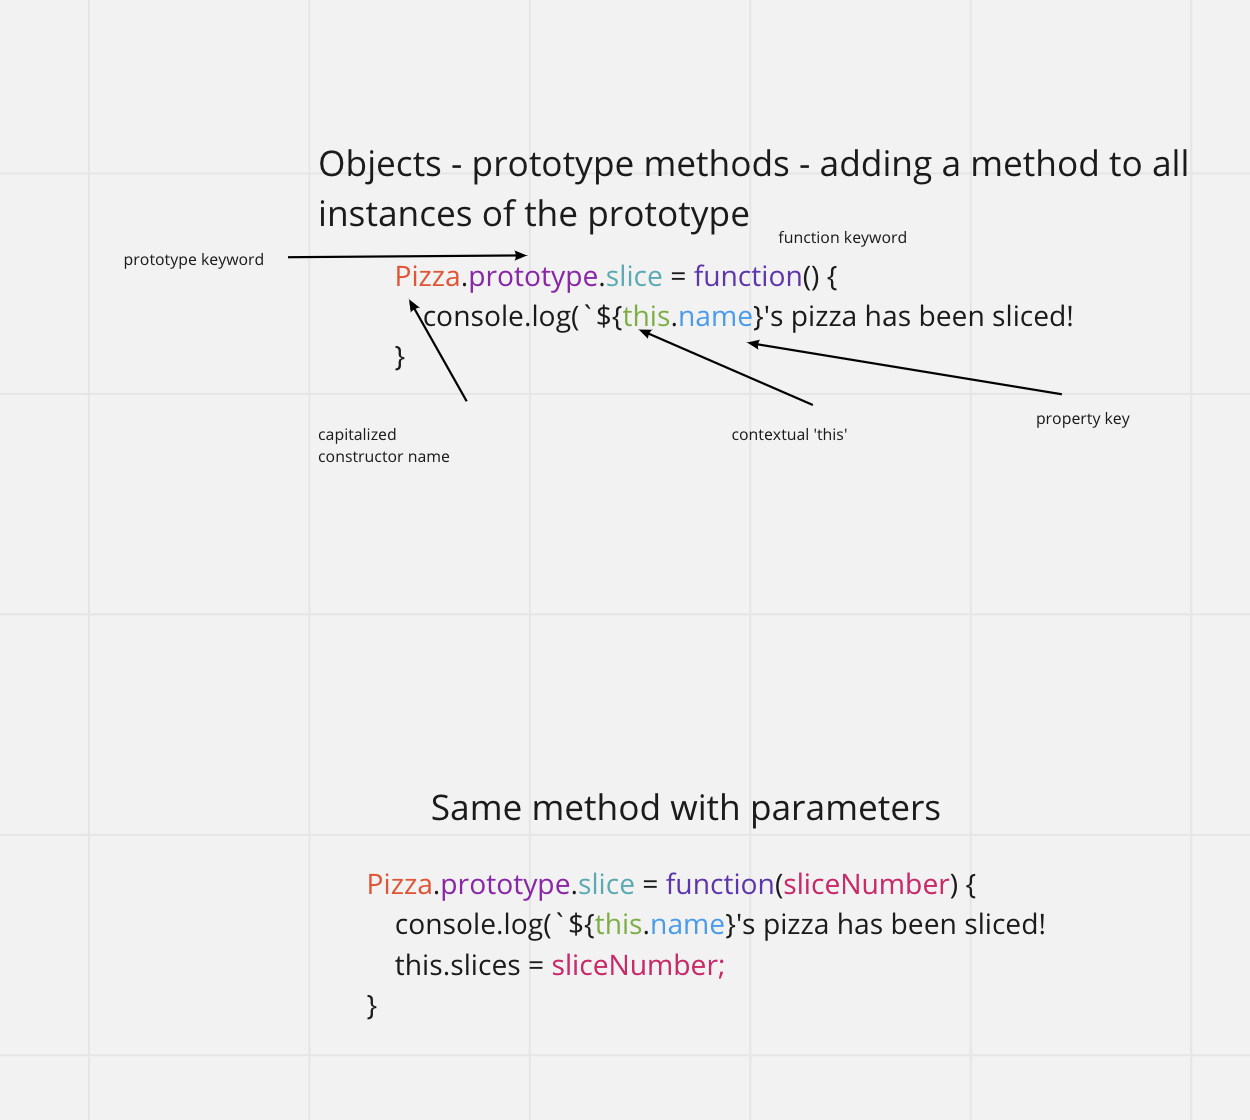 Objects - prototype methods - adding a method to all
instances of the prototype
function keyword
prototype keyword
Pizza.prototype.slice = function() {
console.log(`${this.name}'s pizza has been sliced!
}
property key
capitalized
constructor name
contextual 'this'
Same method with parameters
Pizza.prototype.slice = function(sliceNumber) {
console.log(`${this.name}'s pizza has been sliced!
this.slices = sliceNumber;
}